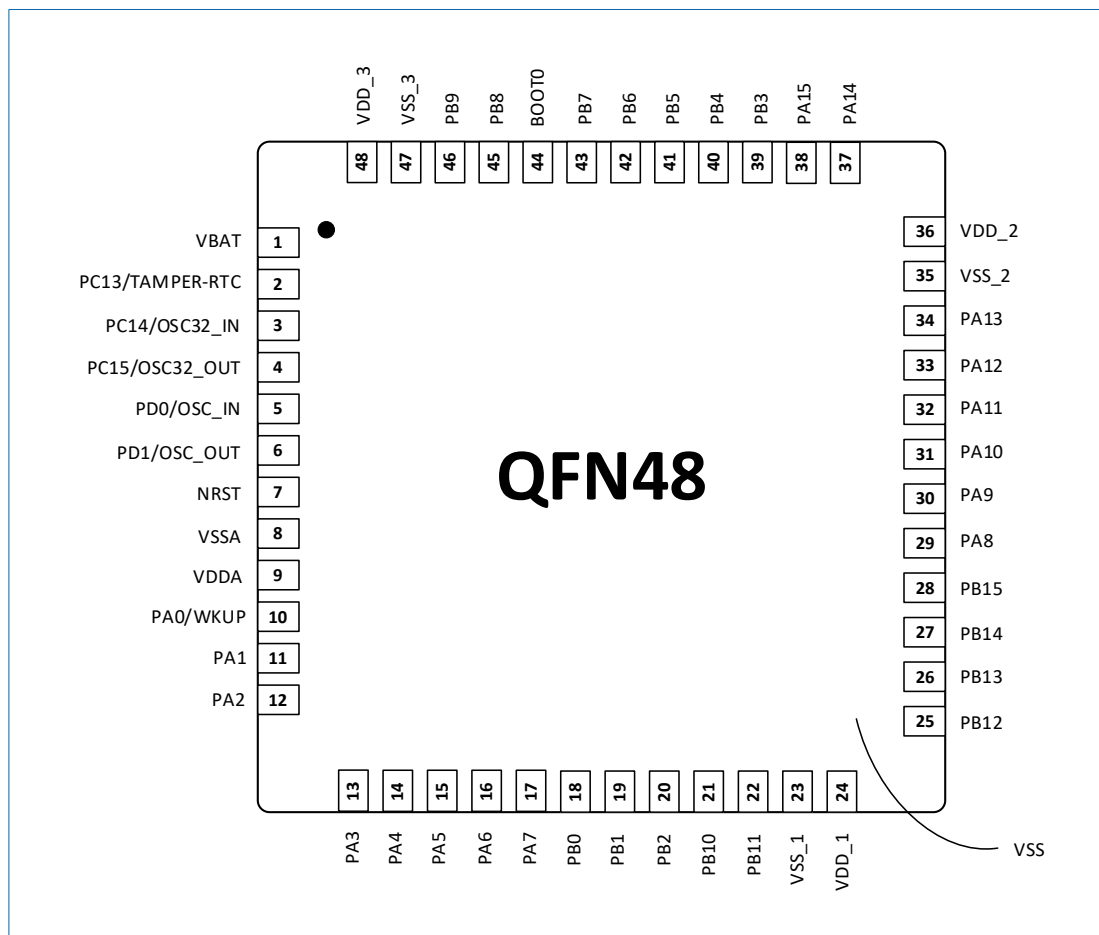 VDD_3 VSS_3 PB9 PB8 BOOT0 PB7 PB6 PB5 PB4 PB3 PA15 PA14
48 47 46 45 44 43 42 41 40 39 38 37
VBAT 1
PC13/TAMPER-RTC 2
PC14/OSC32_IN 3
PC15/OSC32_OUT 4
PD0/OSC_IN 5
PD1/OSC_OUT 6
NRST 7
VSSA 8
VDDA 9
PA0/WKUP 10
PA1 11
PA2 12
QFN48
36 VDD_2
35 VSS_2
34 PA13
33 PA12
32 PA11
31 PA10
30 PA9
29 PA8
28 PB15
27 PB14
26 PB13
25 PB12
13 14 15 16 17 18 19 20 21 22 23 24
PA3 PA4 PA5 PA6 PA7 PB0 PB1 PB2 PB10 PB11 VSS_1 VDD_1
VSS